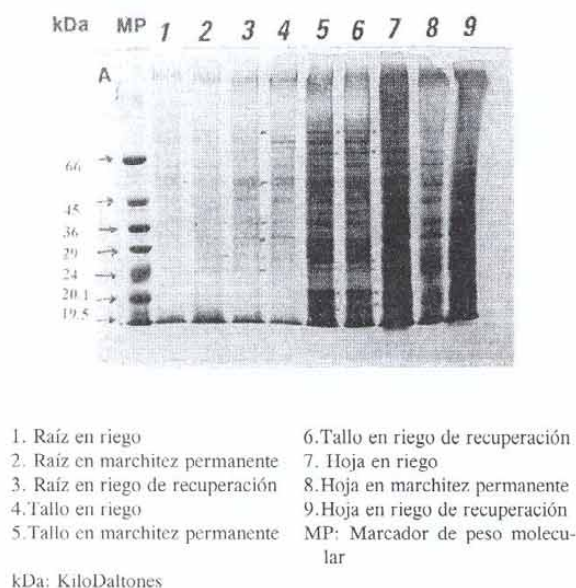 kDa MP 1 2 3 4 5 6 7 8 9
A
66
45
36
29
24
20.1
19.5
1. Raíz en riego
2. Raíz en marchitez permanente
3. Raíz en riego de recuperación
4.Tallo en riego
5.Tallo en marchitez permanente
6.Tallo en riego de recuperación
7. Hoja en riego
8.Hoja en marchitez permanente
9.Hoja en riego de recuperación
MP: Marcador de peso molecu-
lar
kDa: KiloDaltones